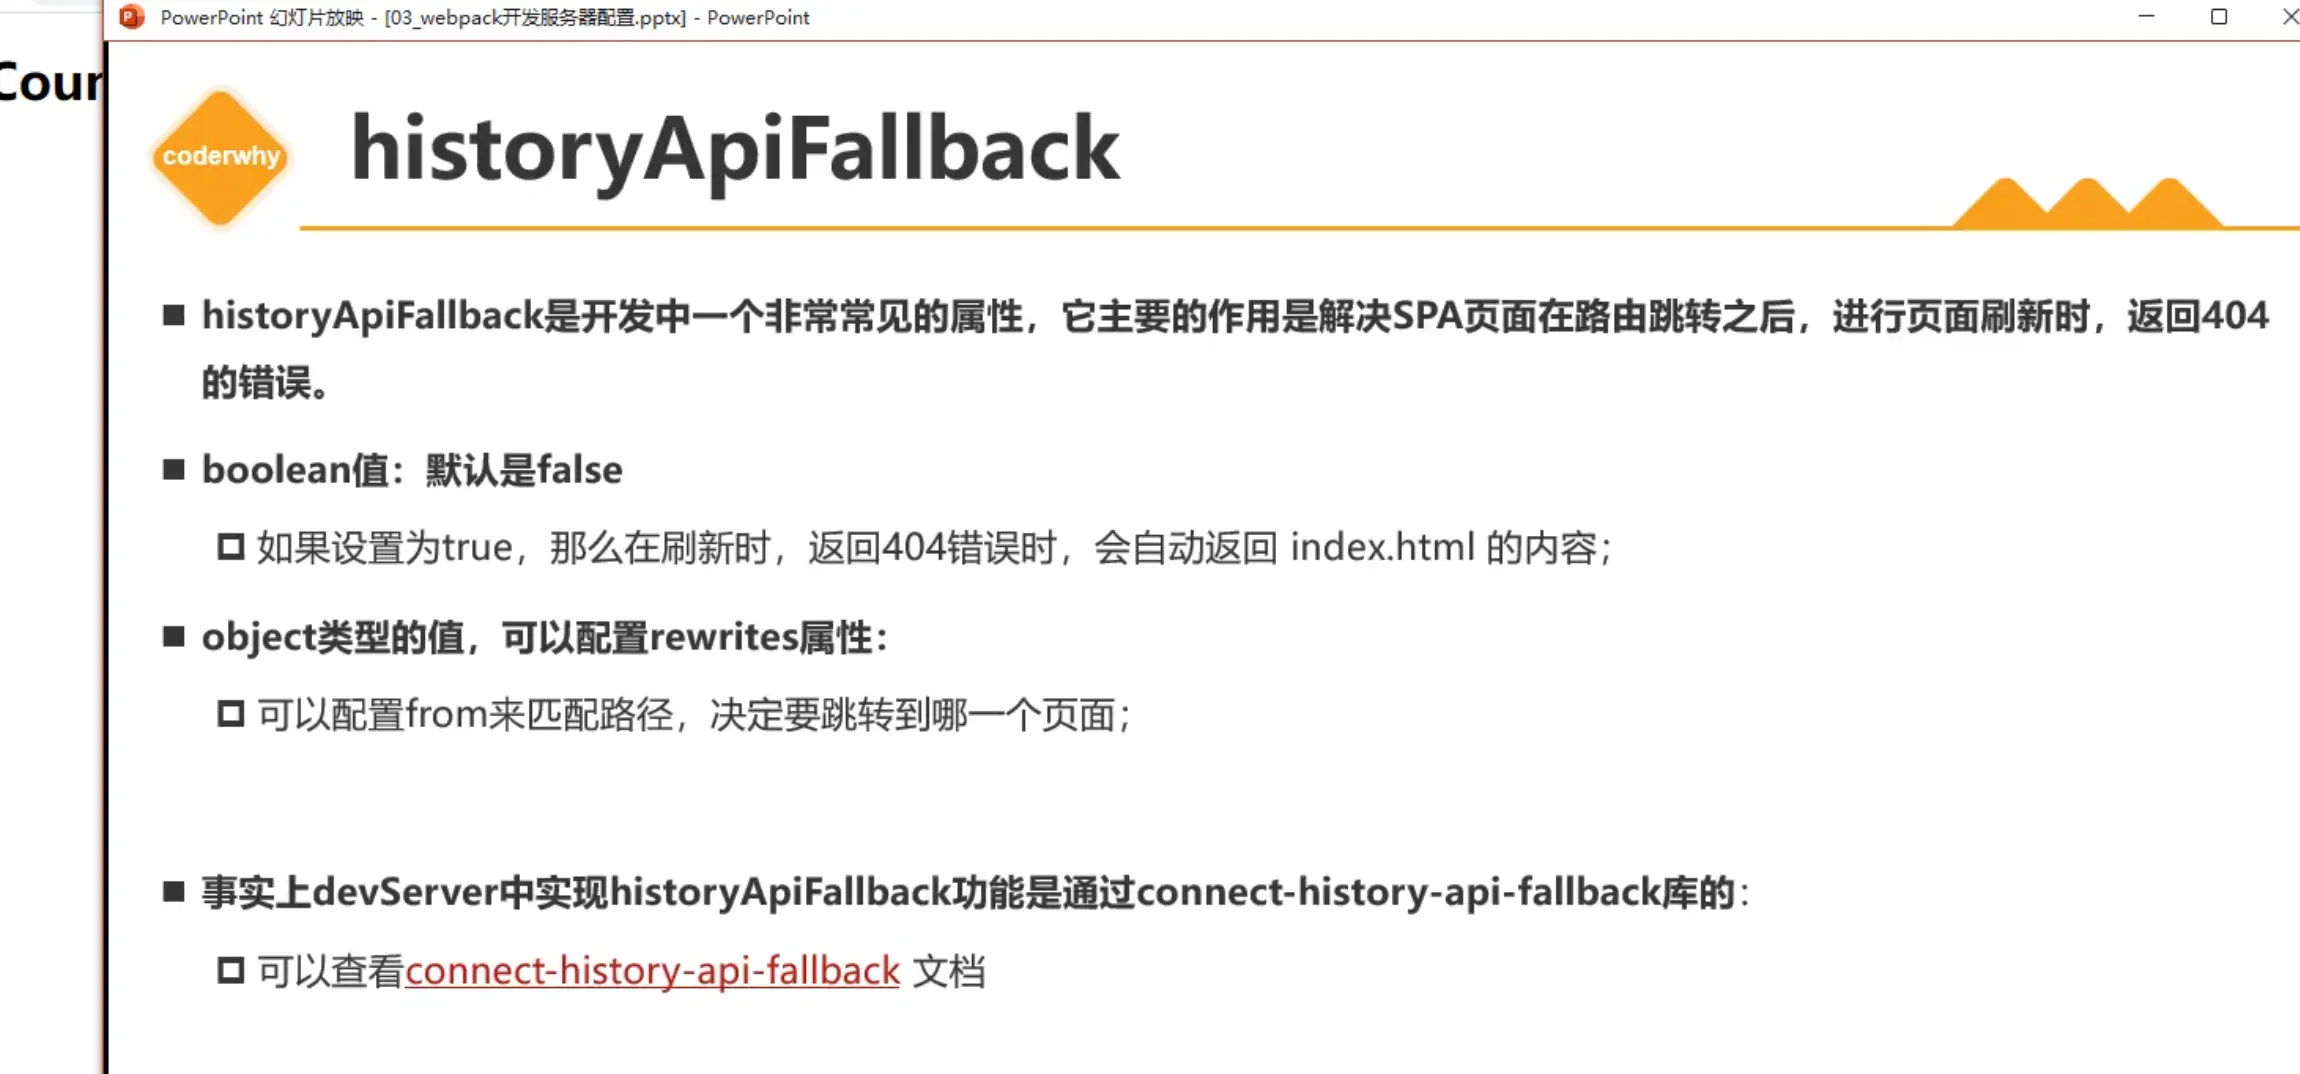 PowerPoint 幻灯片放映 - [03_webpack开发服务器配置.pptx] - PowerPoint
coderwhy
historyApiFallback
historyApiFallback是开发中一个非常常见的属性，它主要的作用是解决SPA页面在路由跳转之后，进行页面刷新时，返回404
的错误。
boolean值：默认是false
如果设置为true，那么在刷新时，返回404错误时，会自动返回 index.html 的内容；
object类型的值，可以配置rewrites属性：
可以配置from来匹配路径，决定要跳转到哪一个页面；
事实上devServer中实现historyApiFallback功能是通过connect-history-api-fallback库的：
可以查看connect-history-api-fallback 文档